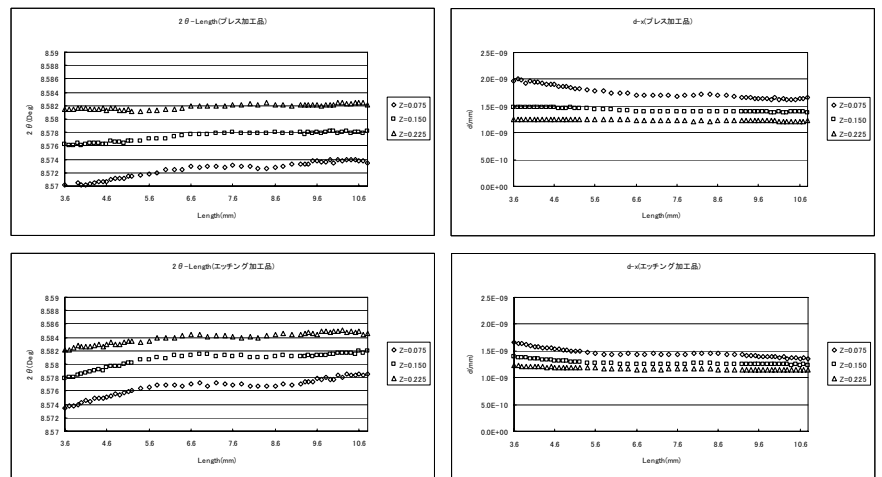 2θ-Length(プレス加工品)
8.59
8.588
8.586
8.584
8.582
8.58
8.578
8.576
8.574
8.572
8.57
2θ(Deg)
3.6 4.6 5.6 6.6 7.6 8.6 9.6 10.6
Length(mm)
Z=0.075
Z=0.150
Z=0.225
d-x(プレス加工品)
2.5E-09
2.0E-09
1.5E-09
1.0E-09
5.0E-10
0.0E+00
d(mm)
3.6 4.6 5.6 6.6 7.6 8.6 9.6 10.6
Length(mm)
Z=0.075
Z=0.150
Z=0.225
2θ-Length(エッチング加工品)
8.59
8.588
8.586
8.584
8.582
8.58
8.578
8.576
8.574
8.572
8.57
2θ(Deg)
3.6 4.6 5.6 6.6 7.6 8.6 9.6 10.6
Length(mm)
Z=0.075
Z=0.150
Z=0.225
d-x(エッチング加工品)
2.5E-09
2.0E-09
1.5E-09
1.0E-09
5.0E-10
0.0E+00
d(mm)
3.6 4.6 5.6 6.6 7.6 8.6 9.6 10.6
Length(mm)
Z=0.075
Z=0.150
Z=0.225